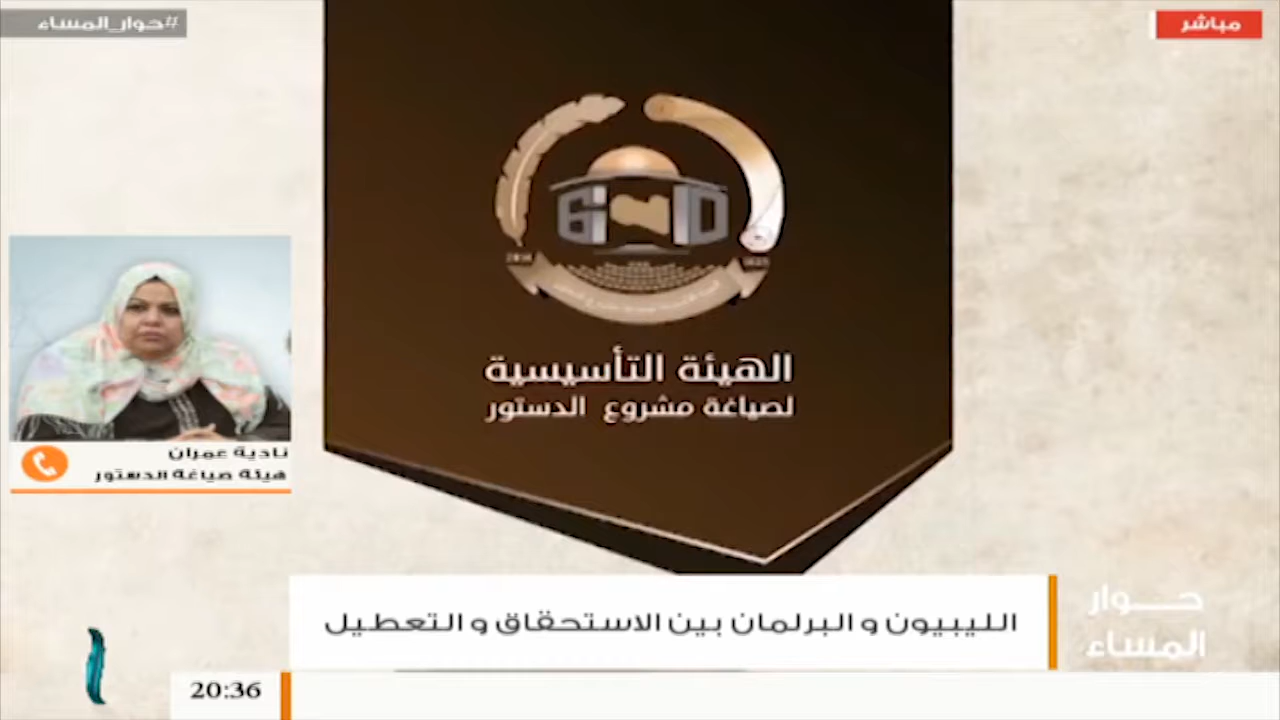 #حوار_المساء
مباشر
الهيئة التأسيسية
لصياغة مشروع الدستور
نادية عمران
هيئة صياغة الدستور
الليبيون و البرلمان بين الاستحقاق و التعطيل
حوار
المساء
20:36